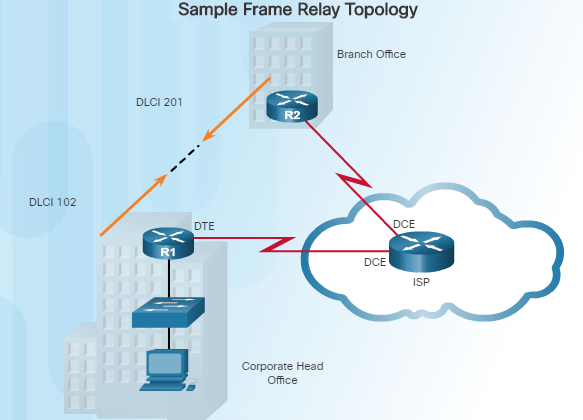 Sample Frame Relay Topology
Branch Office
DLCI 201
R2
DLCI 102
DTE
DCE
R1
DCE
ISP
Corporate Head
Office